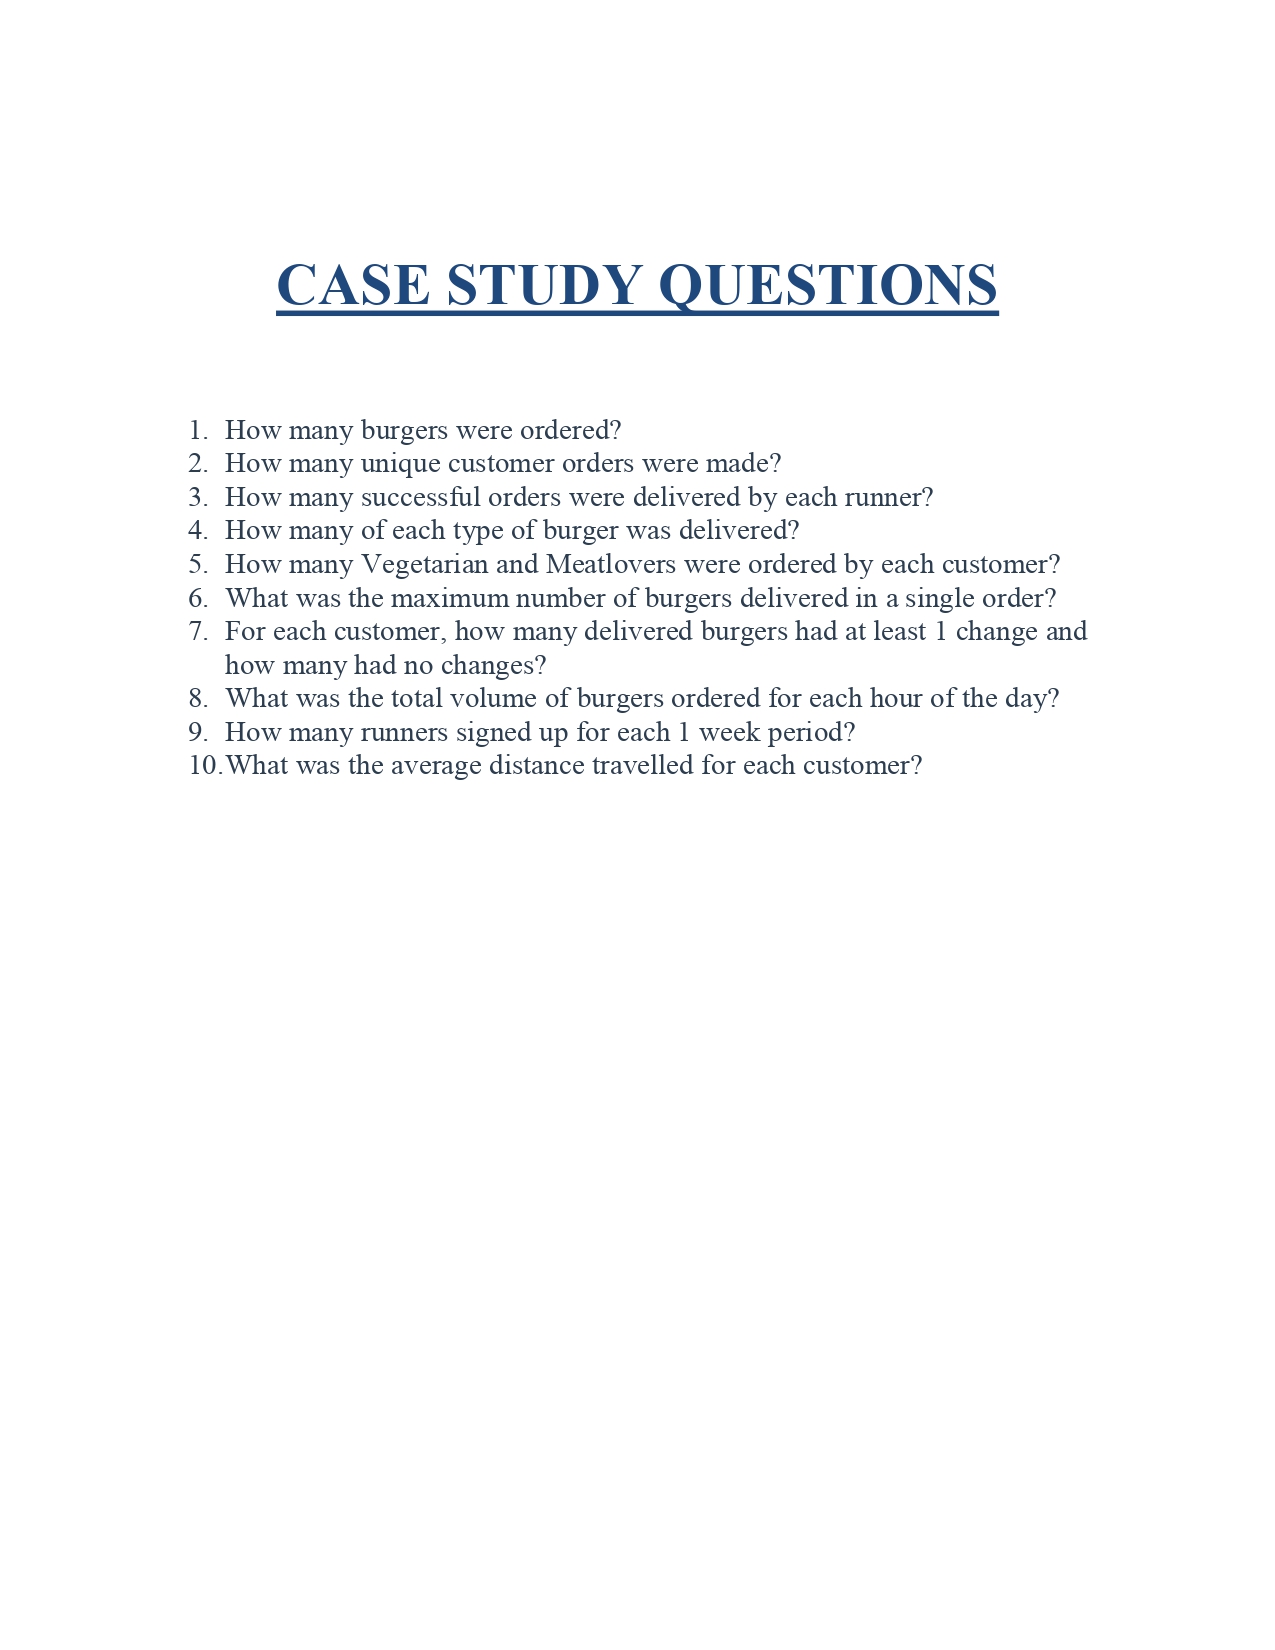 CASE STUDY QUESTIONS
1. How many burgers were ordered?
2. How many unique customer orders were made?
3. How many successful orders were delivered by each runner?
4. How many of each type of burger was delivered?
5. How many Vegetarian and Meatlovers were ordered by each customer?
6. What was the maximum number of burgers delivered in a single order?
7. For each customer, how many delivered burgers had at least 1 change and
how many had no changes?
8. What was the total volume of burgers ordered for each hour of the day?
9. How many runners signed up for each 1 week period?
10.What was the average distance travelled for each customer?